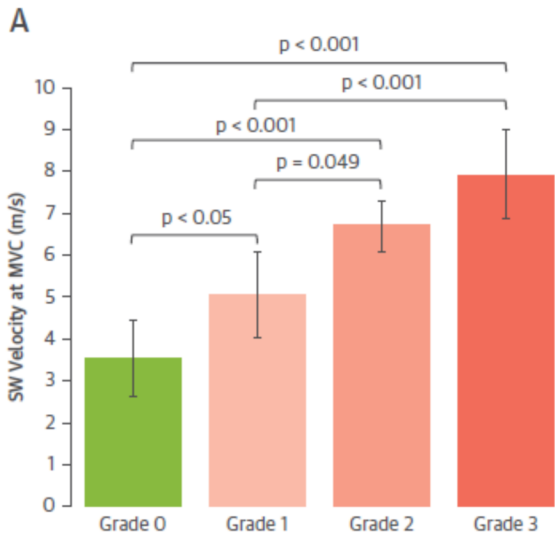 A
p < 0.001
p < 0.001
p < 0.001
p = 0.049
p < 0.05
SW Velocity at MVC (m/s)
10
9
8
7
6
5
4
3
2
1
0
Grade 0 Grade 1 Grade 2 Grade 3